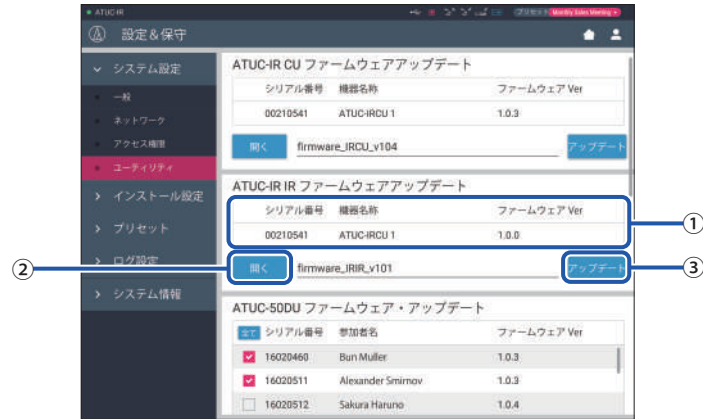 ATUC-IR
プリセット Monthly Sales Meeting
設定&保守
システム設定
一般
ネットワーク
アクセス権限
ユーティリティ
インストール設定
プリセット
ログ設定
システム情報
ATUC-IR CU ファームウェアアップデート
シリアル番号 機器名称 ファームウェア Ver
00210541 ATUC-IRCU 1 1.0.3
開く firmware_IRCU_v104 アップデート
ATUC-IR IR ファームウェアアップデート
シリアル番号 機器名称 ファームウェア Ver
00210541 ATUC-IRCU 1 1.0.0
①
② 開く firmware_IRIR_v101 アップデート ③
ATUC-50DU ファームウェア・アップデート
全て シリアル番号 参加者名 ファームウェア Ver
16020460 Bun Muller 1.0.3
16020511 Alexander Smirnov 1.0.3
16020512 Sakura Haruno 1.0.4